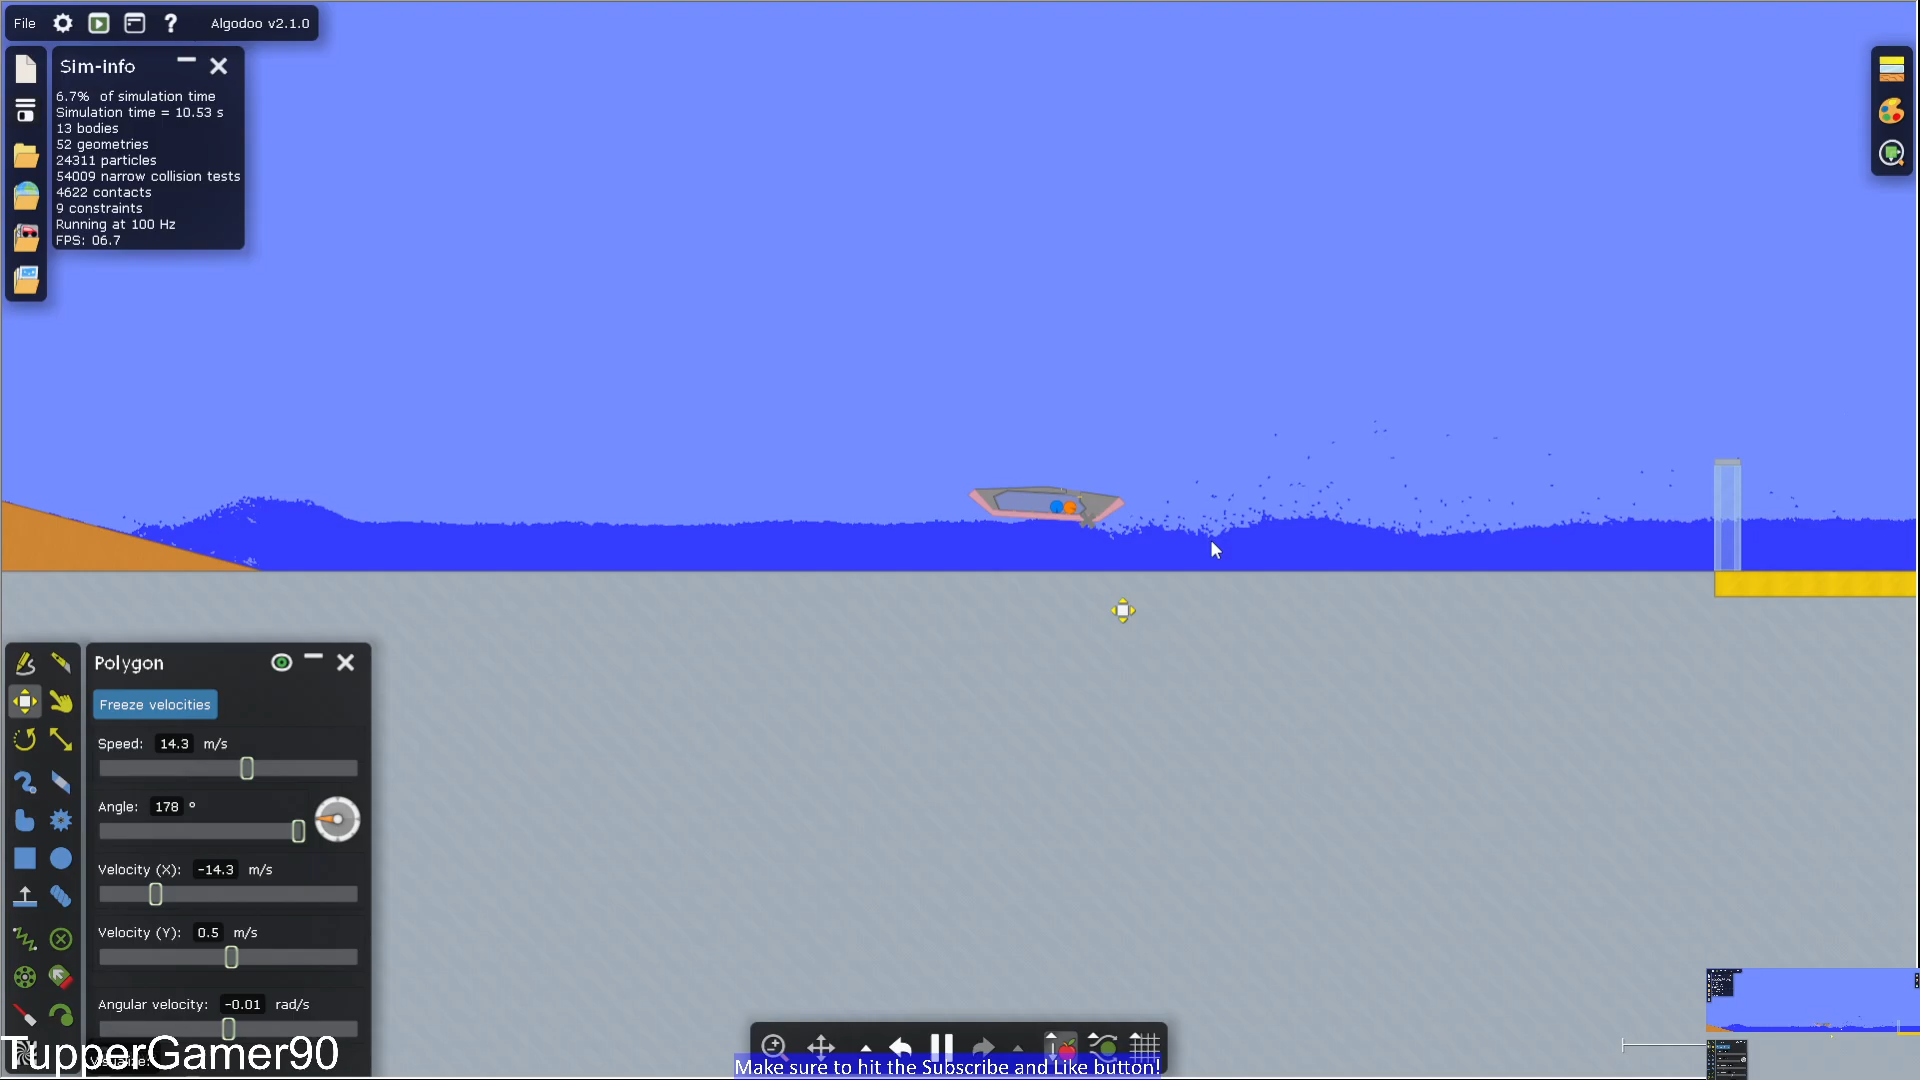 File
Algodoo v2.1.0
Sim-info
6.7% of simulation time
Simulation time = 10.53 s
13 bodies
52 geometries
24311 particles
54009 narrow collision tests
4622 contacts
9 constraints
Running at 100 Hz
FPS: 06.7
Polygon
Freeze velocities
Speed: 14.3 m/s
Angle: 178 °
Velocity (X): -14.3 m/s
Velocity (Y): 0.5 m/s
Angular velocity: -0.01 rad/s
TupperGamer90
Make sure to hit the Subscribe and Like button!